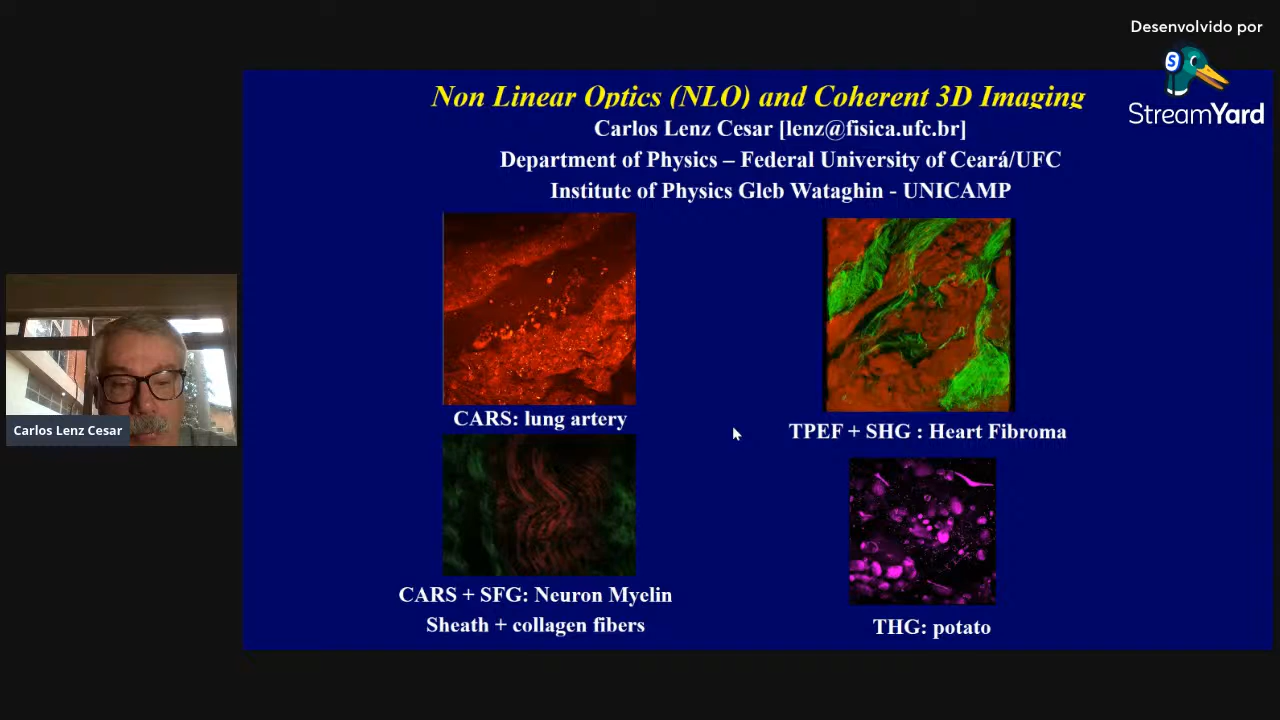 Desenvolvido por
S
StreamYard
Non Linear Optics (NLO) and Coherent 3D Imaging
Carlos Lenz Cesar [lenz@fisica.ufc.br]
Department of Physics – Federal University of Ceará/UFC
Institute of Physics Gleb Wataghin - UNICAMP
CARS: lung artery
TPEF + SHG : Heart Fibroma
Carlos Lenz Cesar
CARS + SFG: Neuron Myelin
Sheath + collagen fibers
THG: potato